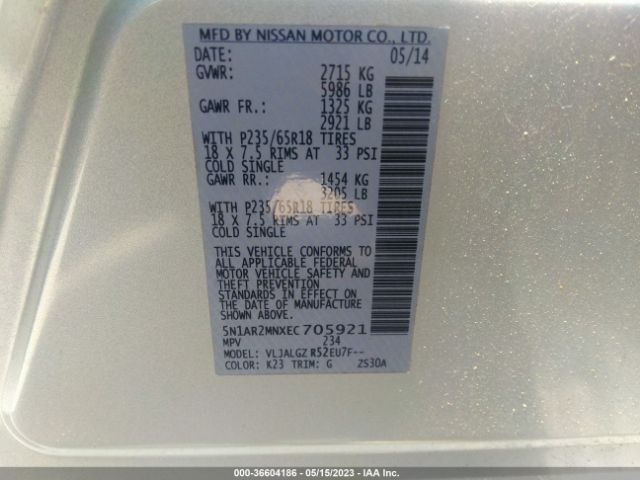 MFD BY NISSAN MOTOR CO., LTD.
DATE: 05/14
GVWR: 2715 KG
5986 LB
GAWR FR.: 1325 KG
2921 LB
WITH P235/65R18 TIRES
18 X 7.5 RIMS AT 33 PSI
COLD SINGLE
GAWR RR.: 1454 KG
3205 LB
WITH P235/65R18 TIRES
18 X 7.5 RIMS AT 33 PSI
COLD SINGLE
THIS VEHICLE CONFORMS TO
ALL APPLICABLE FEDERAL
MOTOR VEHICLE SAFETY AND
THEFT PREVENTION
STANDARDS IN EFFECT ON
THE DATE OF MANUFACTURE
SHOWN ABOVE.
5N1AR2MNXEC705921
MPV 234
MODEL: VLJALGZ R52EU7F--
COLOR: K23 TRIM: G ZS30A
000-36604186 - 05/15/2023 - IAA Inc.